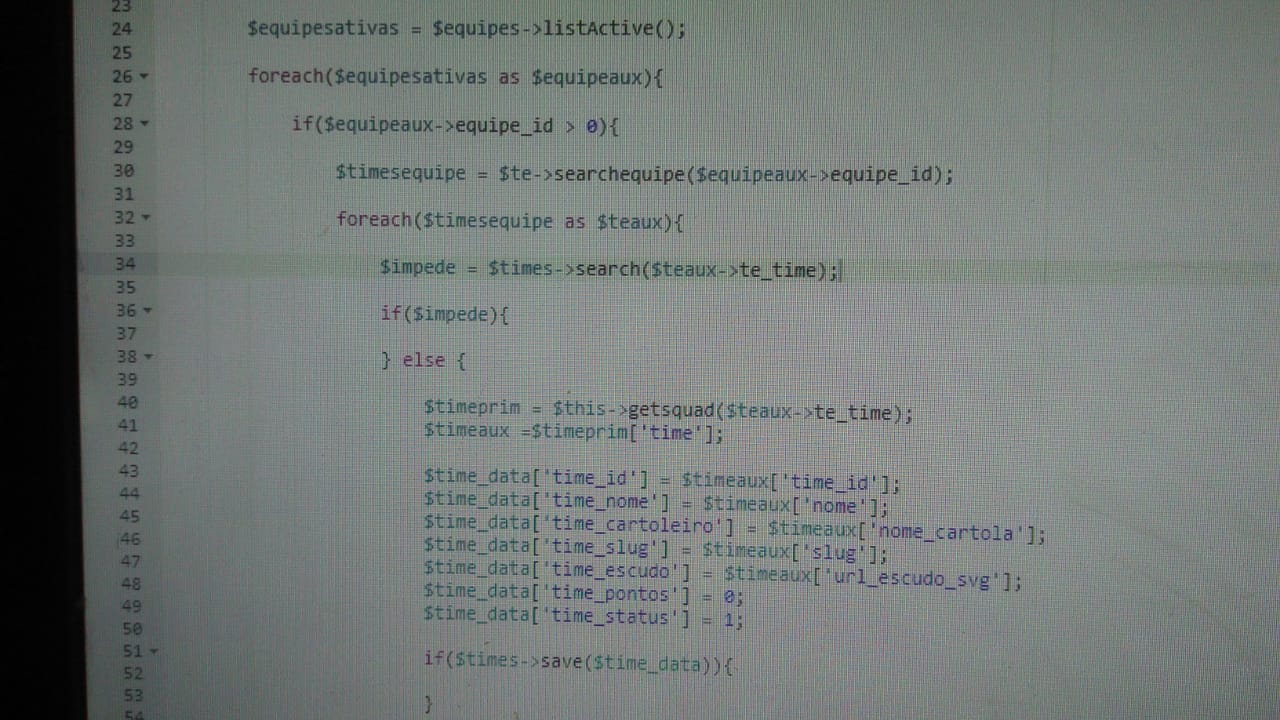 23
24 $equipesativas = $equipes->listActive();
25
26 foreach($equipesativas as $equipeaux){
27
28 if($equipeaux->equipe_id > 0){
29
30 $timesequipe = $te->searchequipe($equipeaux->equipe_id);
31
32 foreach($timesequipe as $teaux){
33
34 $impede = $times->search($teaux->te_time);
35
36 if($impede){
37
38 } else {
39
40 $timeprim = $this->getsquad($teaux->te_time);
41 $timeaux =$timeprim['time'];
42
43 $time_data['time_id'] = $timeaux['time_id'];
44 $time_data['time_nome'] = $timeaux['nome'];
45 $time_data['time_cartoleiro'] = $timeaux['nome_cartola'];
46 $time_data['time_slug'] = $timeaux['slug'];
47 $time_data['time_escudo'] = $timeaux['url_escudo_svg'];
48 $time_data['time_pontos'] = 0;
49 $time_data['time_status'] = 1;
50
51 if($times->save($time_data)){
52
53 }
54